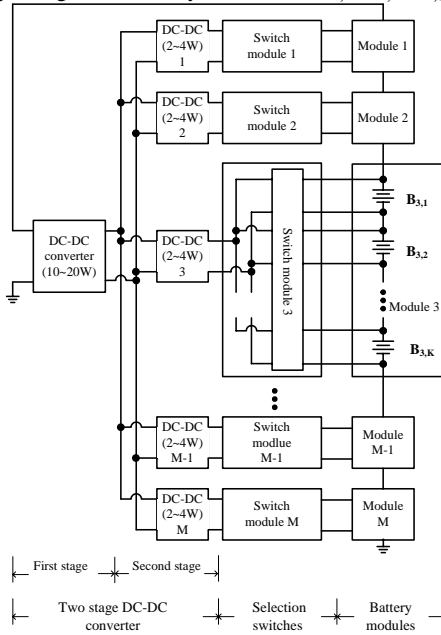 DC-DC
(2~4W)
1
Switch
module 1
Module 1
DC-DC
(2~4W)
2
Switch
module 2
Module 2
DC-DC
converter
(10~20W)
DC-DC
(2~4W)
3
Switch module 3
B3,1
B3,2
Module 3
B3,K
DC-DC
(2~4W)
M-1
Switch
modlue
M-1
Module
M-1
DC-DC
(2~4W)
M
Switch
module M
Module
M
First stage
Second stage
Two stage DC-DC
converter
Selection
switches
Battery
modules